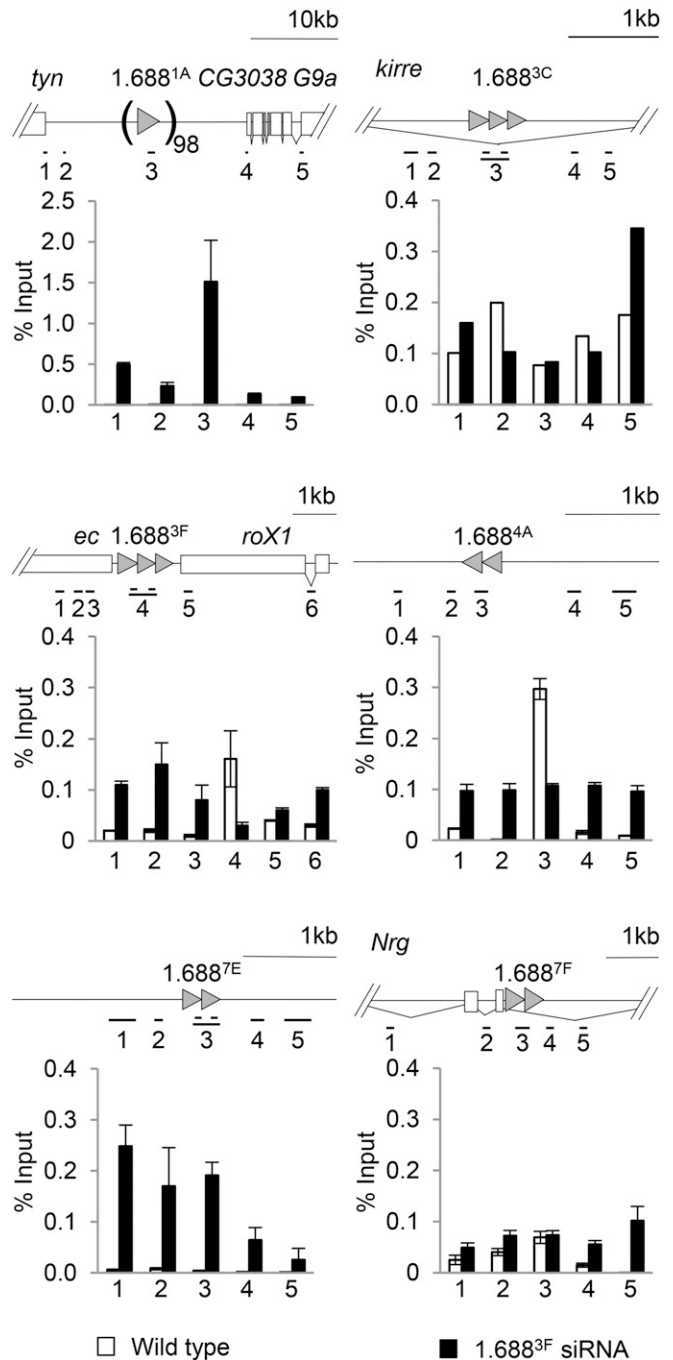 10kb
tyn 1.688^1A CG3038 G9a
( ) 98
1 2 3 4 5
% Input
2.5
2.0
1.5
1.0
0.5
0.0
1 2 3 4 5
1kb
kirre 1.688^3C
1 2 3 4 5
% Input
0.4
0.3
0.2
0.1
0.0
1 2 3 4 5
1kb
ec 1.688^3F roX1
1 2 3 4 5 6
% Input
0.4
0.3
0.2
0.1
0
1 2 3 4 5 6
1kb
1.688^4A
1 2 3 4 5
% Input
0.4
0.3
0.2
0.1
0
1 2 3 4 5
1kb
1.688^7E
1 2 3 4 5
% Input
0.4
0.3
0.2
0.1
0.0
1 2 3 4 5
Nrg 1kb
1.688^7F
1 2 3 4 5
% Input
0.4
0.3
0.2
0.1
0.0
1 2 3 4 5
Wild type
1.688^3F siRNA